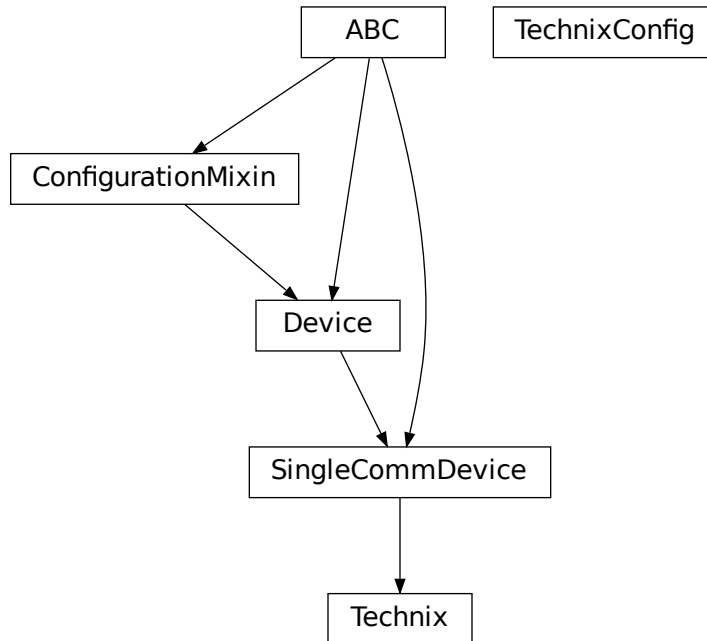 ABC
TechnixConfig
ConfigurationMixin
Device
SingleCommDevice
Technix